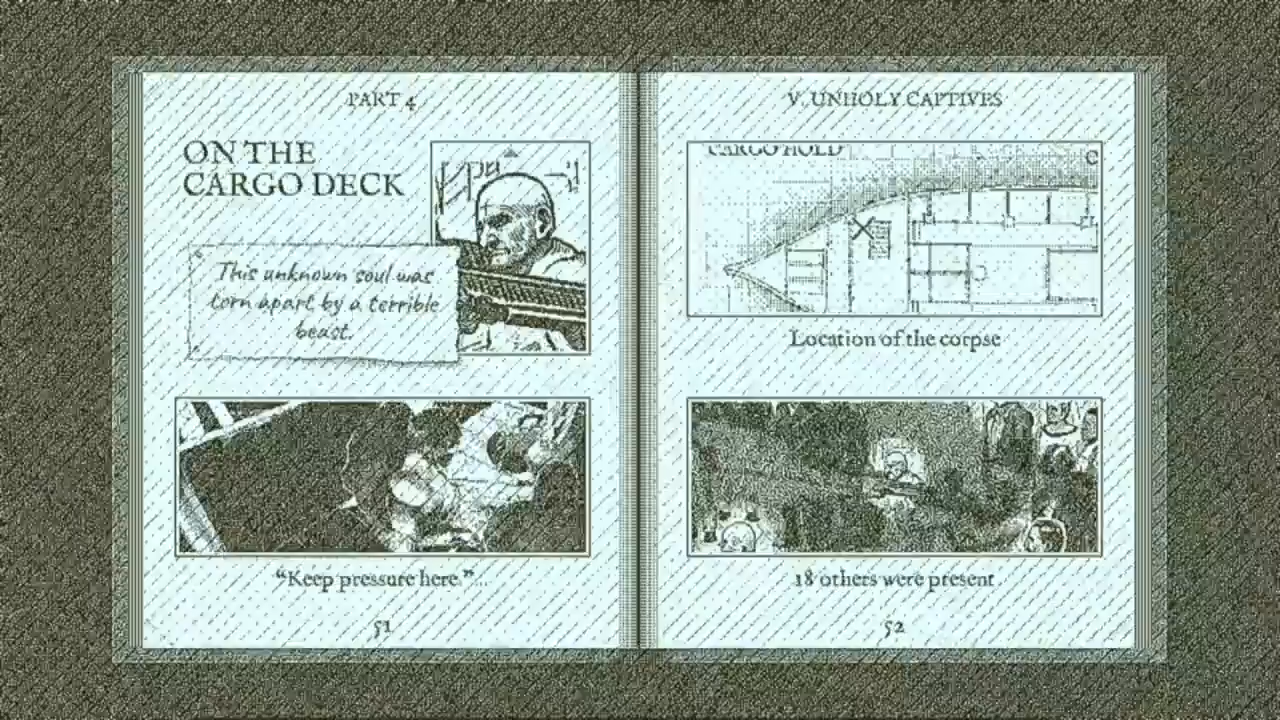 PART 4
ON THE
CARGO DECK
This unknown soul was
torn apart by a terrible
beast.
"Keep pressure here."...
51
V. UNHOLY CAPTIVES
CARGO HOLD
C
Location of the corpse
18 others were present
52